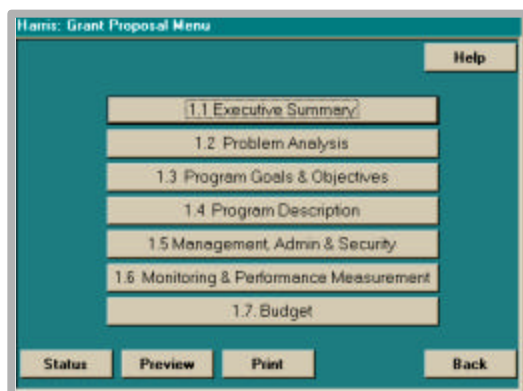 Harris: Grant Proposal Menu
Help
1.1 Executive Summary
1.2 Problem Analysis
1.3 Program Goals & Objectives
1.4 Program Description
1.5 Management, Admin & Security
1.6 Monitoring & Performance Measurement
1.7. Budget
Status Preview Print Back